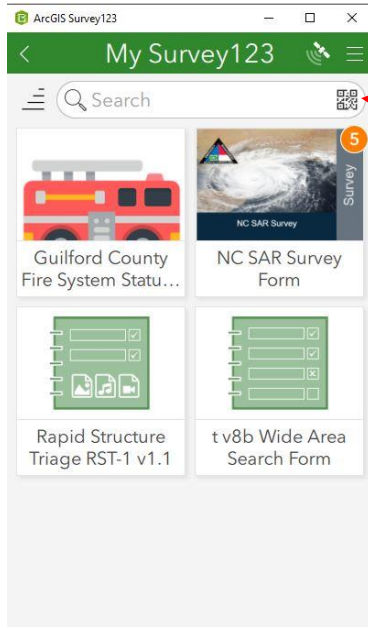 ArcGIS Survey123
My Survey123
Search
5
Survey
NC SAR Survey
Guilford County
Fire System Statu...
NC SAR Survey
Form
Rapid Structure
Triage RST-1 v1.1
t v8b Wide Area
Search Form